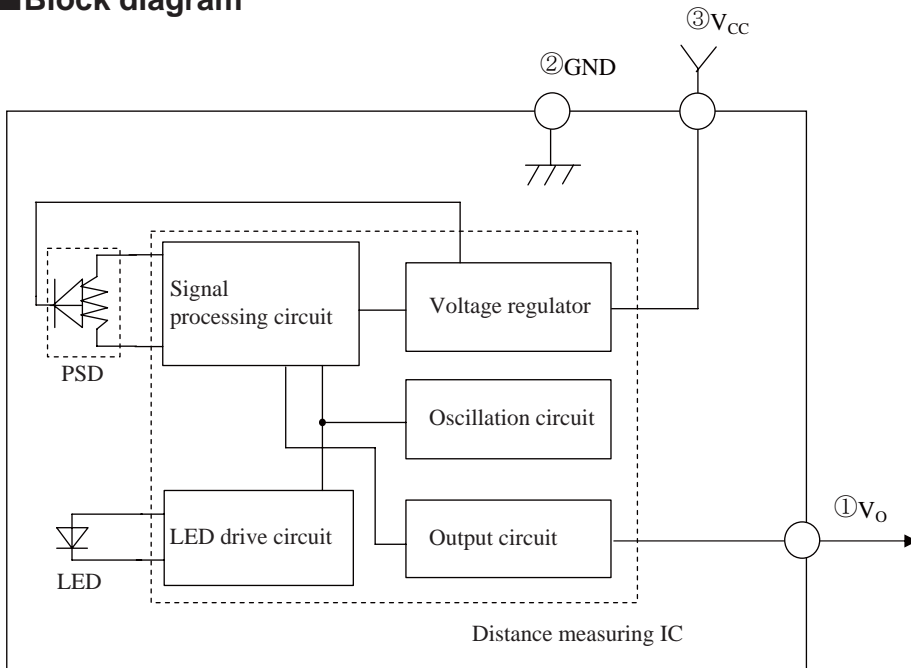 ■Block diagram
③VCC
②GND
Signal
processing circuit
Voltage regulator
PSD
Oscillation circuit
①VO
LED drive circuit
Output circuit
LED
Distance measuring IC